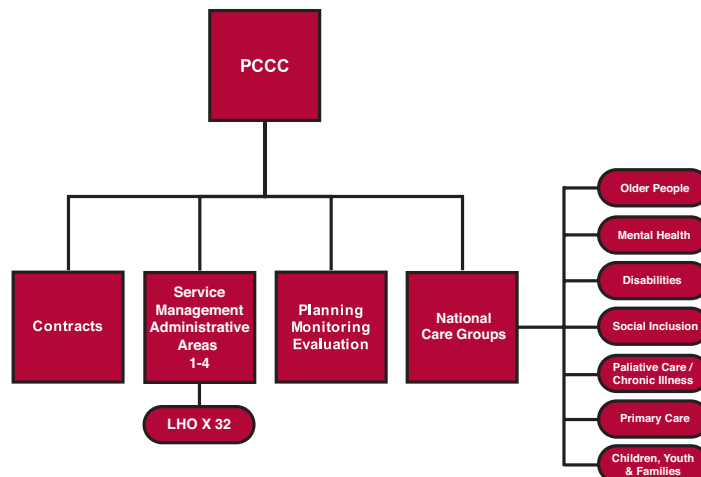 PCCC
Contracts
Service
Management
Administrative
Areas
1-4
LHO X 32
Planning
Monitoring
Evaluation
National
Care Groups
Older People
Mental Health
Disabilities
Social Inclusion
Paliative Care /
Chronic Illness
Primary Care
Children, Youth
& Families